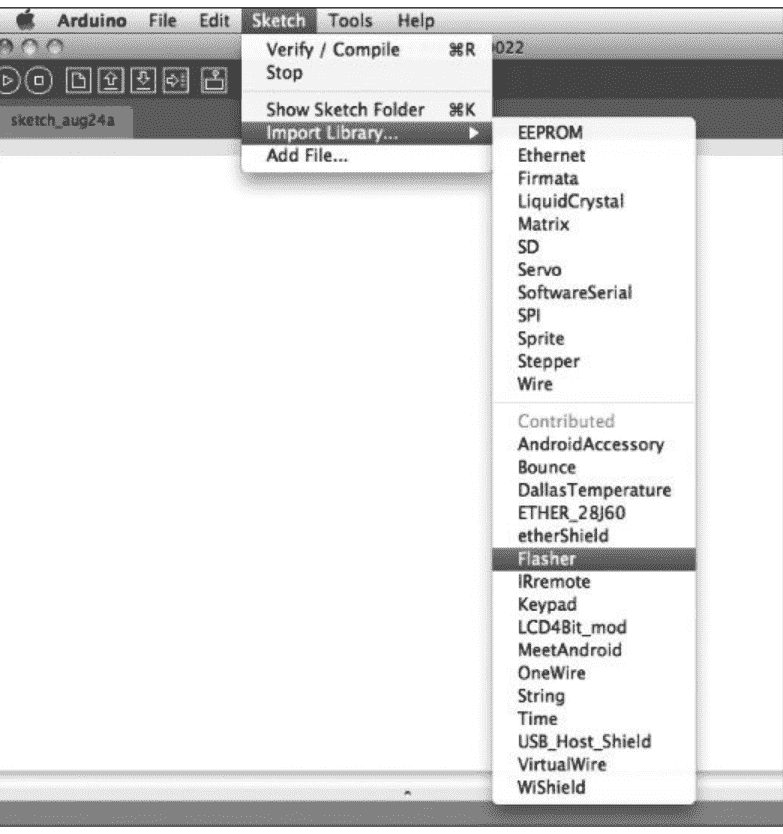 Arduino File Edit Sketch Tools Help
022
Verify / Compile ⌘R
Stop
Show Sketch Folder ⌘K
Import Library...
Add File...
sketch_aug24a
EEPROM
Ethernet
Firmata
LiquidCrystal
Matrix
SD
Servo
SoftwareSerial
SPI
Sprite
Stepper
Wire
Contributed
AndroidAccessory
Bounce
DallasTemperature
ETHER_28J60
etherShield
Flasher
IRremote
Keypad
LCD4Bit_mod
MeetAndroid
OneWire
String
Time
USB_Host_Shield
VirtualWire
WiShield